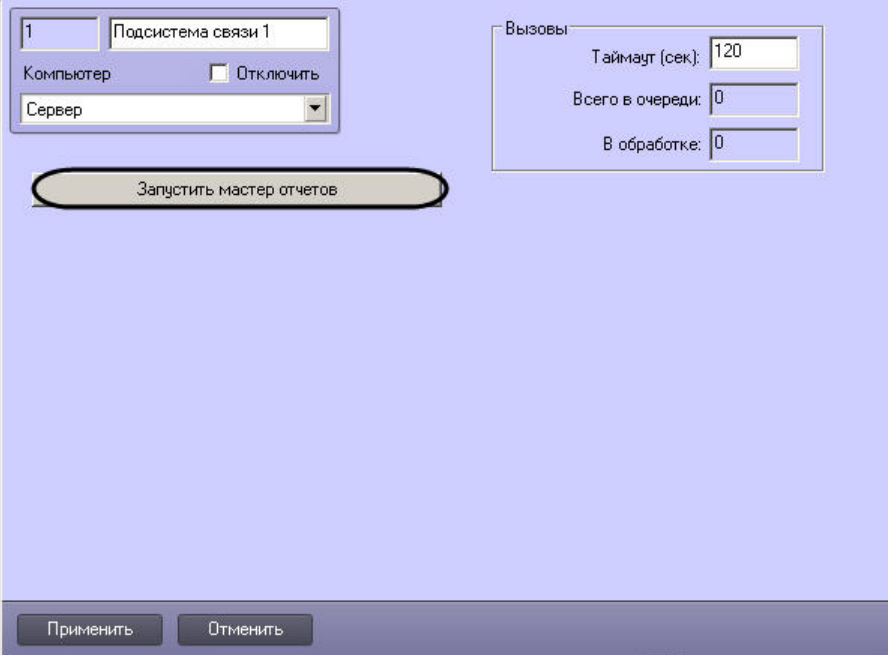 1 Подсистема связи 1
Компьютер Отключить
Сервер
Запустить мастер отчетов
Вызовы
Таймаут (сек): 120
Всего в очереди: 0
В обработке: 0
Применить Отменить